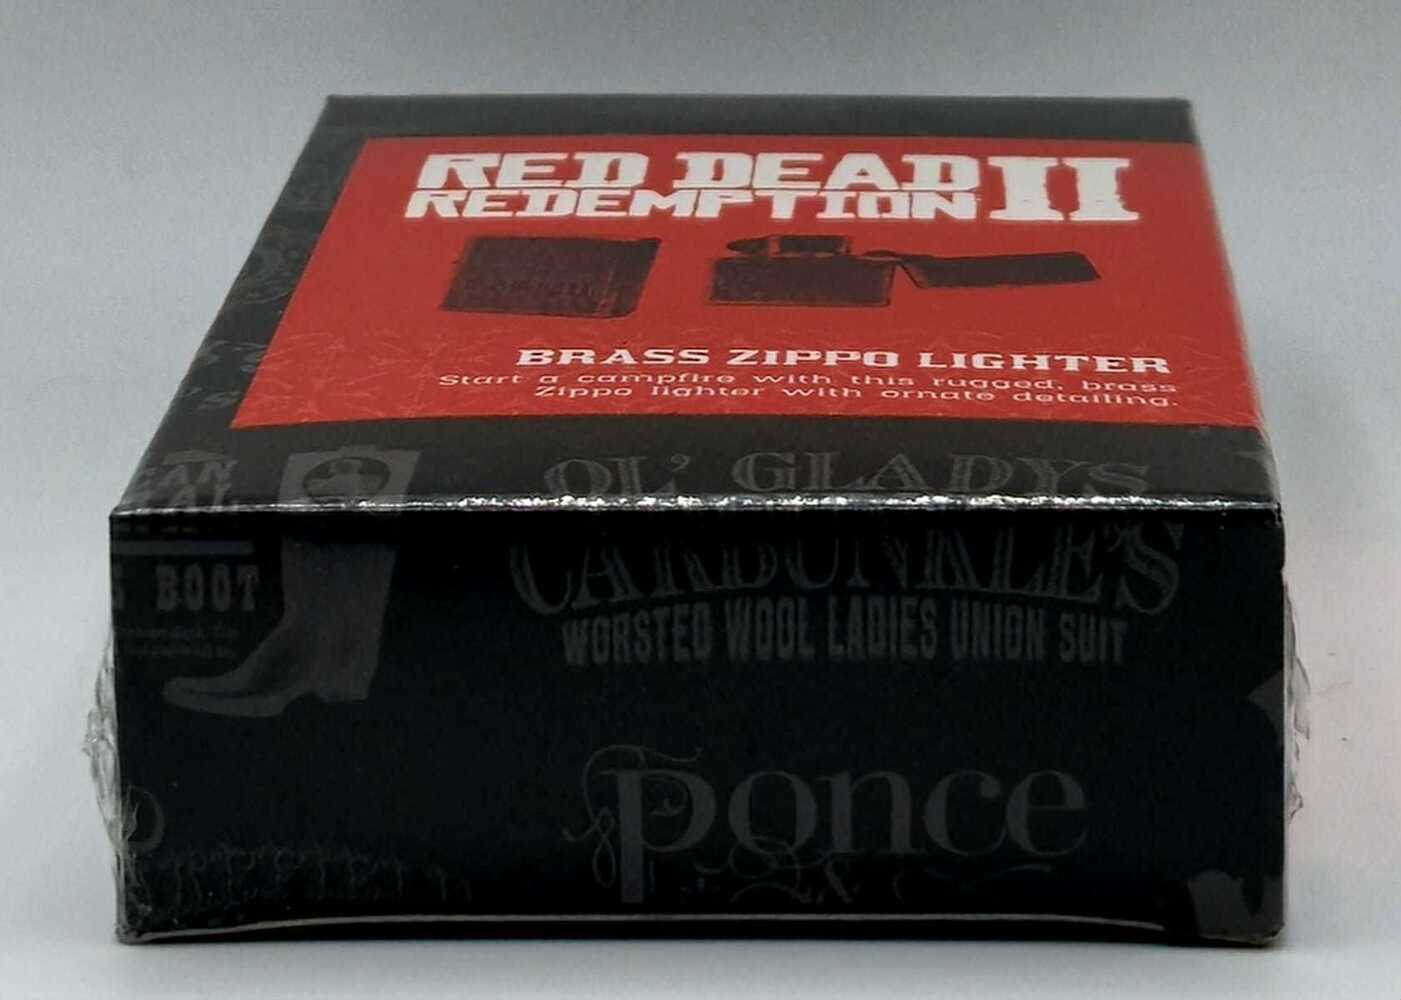 RED DEAD
REDEMPTION II
BRASS ZIPPO LIGHTER
Start a campfire with this rugged, brass
Zippo lighter with ornate detailing.
OL' GLADYS
CARBUNKLE'S
WORSTED WOOL LADIES UNION SUIT
BOOT
Ponce